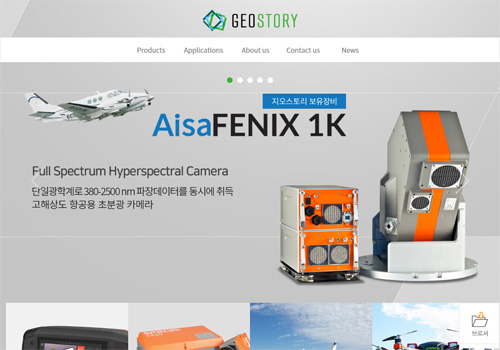 GEOSTORY
Products Applications About us Contact us News
지오스토리 보유장비
AisaFENIX 1K
Full Spectrum Hyperspectral Camera
단일광학계로 380-2500 nm 파장데이터를 동시에 취득
고해상도 항공용 초분광 카메라
브로셔